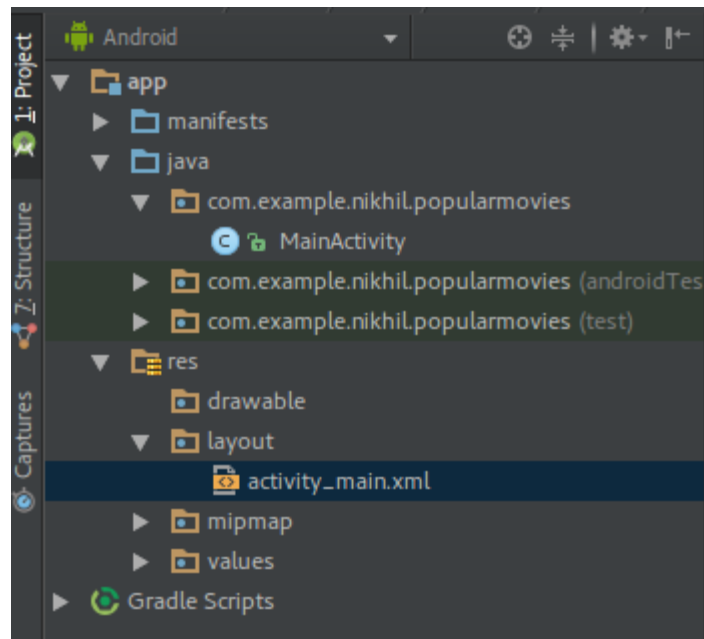 Android
app
manifests
java
com.example.nikhil.popularmovies
C MainActivity
com.example.nikhil.popularmovies (androidTes
com.example.nikhil.popularmovies (test)
res
drawable
layout
activity_main.xml
mipmap
values
Gradle Scripts
1: Project
7: Structure
Captures